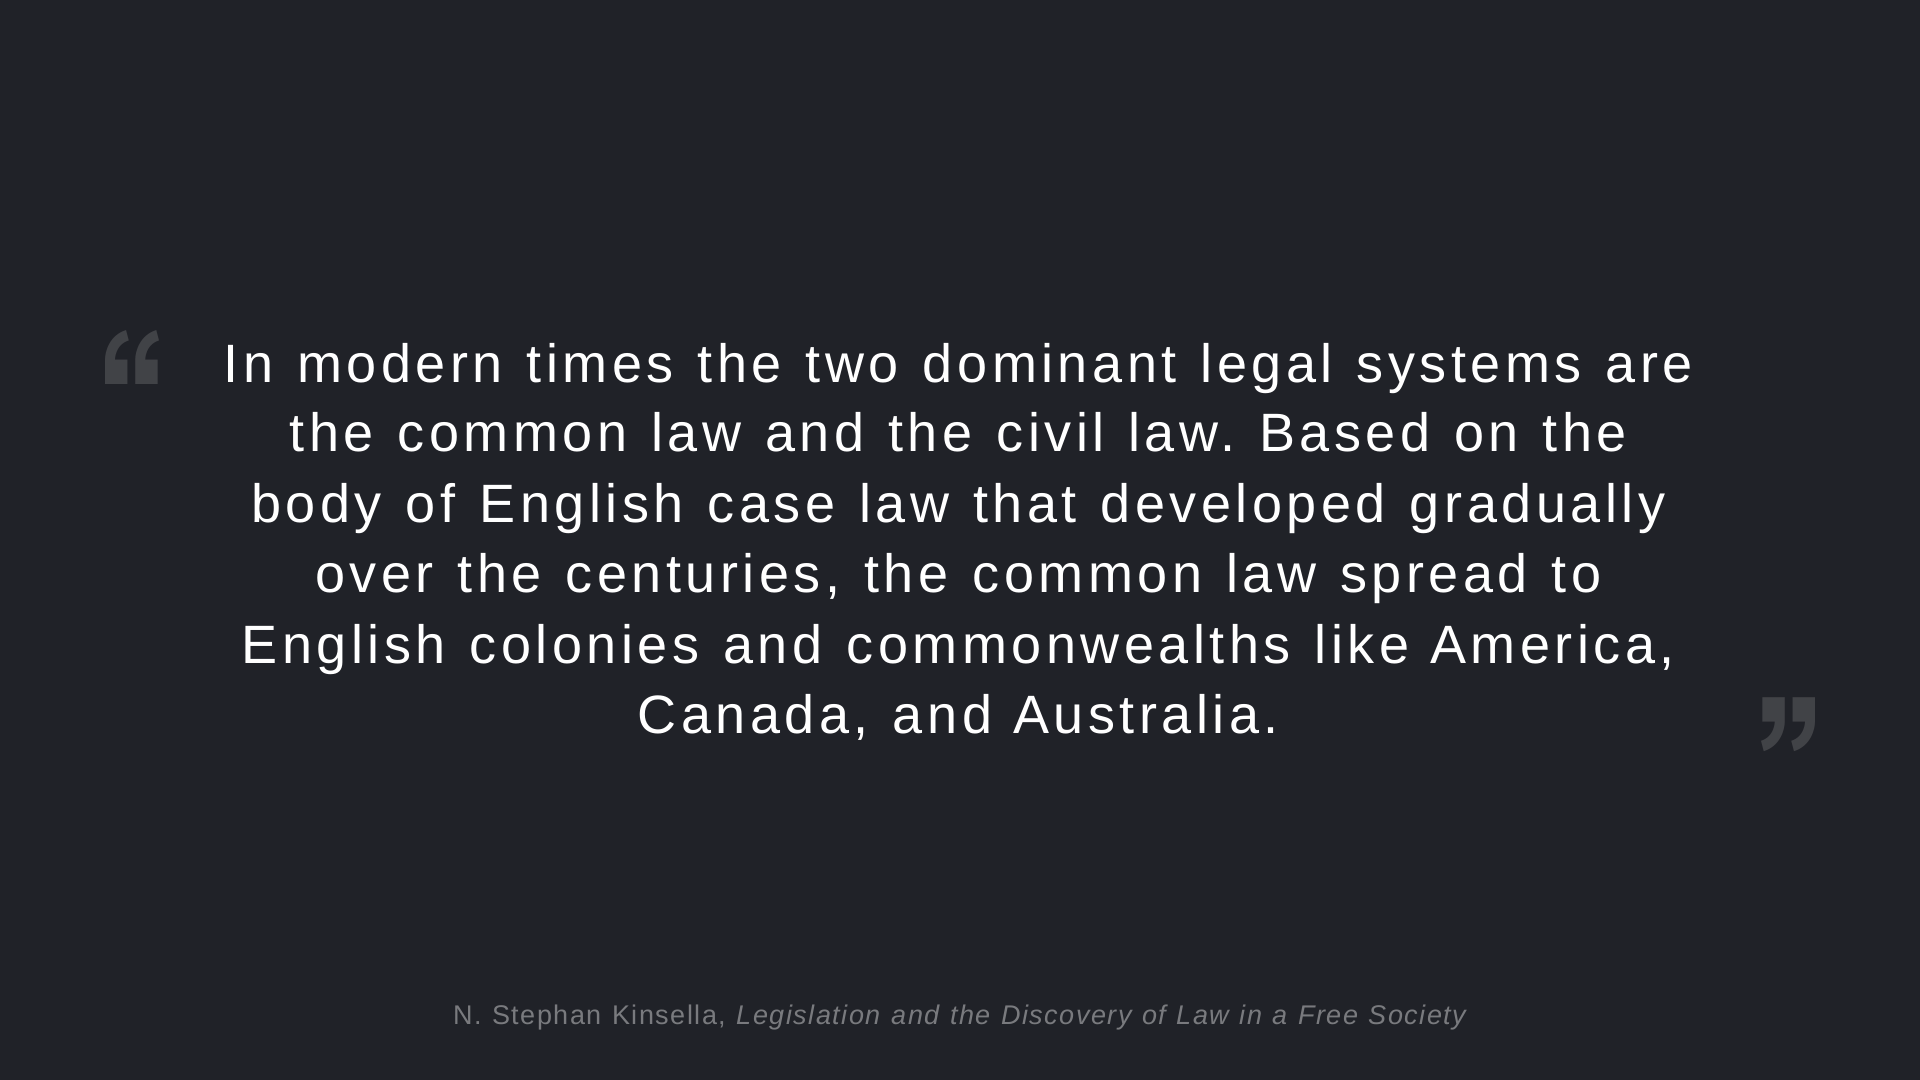 “
In modern times the two dominant legal systems are
the common law and the civil law. Based on the
body of English case law that developed gradually
over the centuries, the common law spread to
English colonies and commonwealths like America,
Canada, and Australia.
”
N. Stephan Kinsella, Legislation and the Discovery of Law in a Free Society